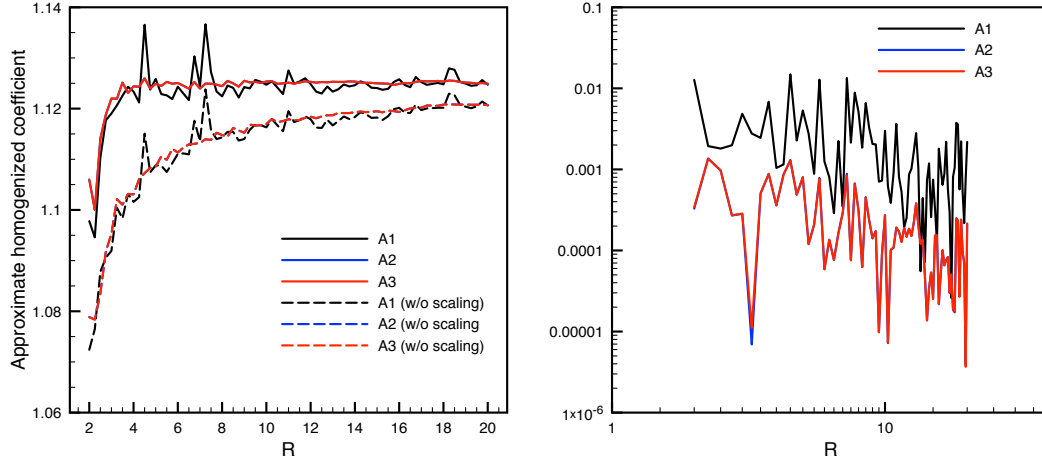 Approximate homogenized coefficient
1.14
1.12
1.1
1.08
1.06
2 4 6 8 10 12 14 16 18 20
R
A1
A2
A3
A1 (w/o scaling)
A2 (w/o scaling
A3 (w/o scaling)
0.1
0.01
0.001
0.0001
0.00001
1×10-6
1 10
R
A1
A2
A3